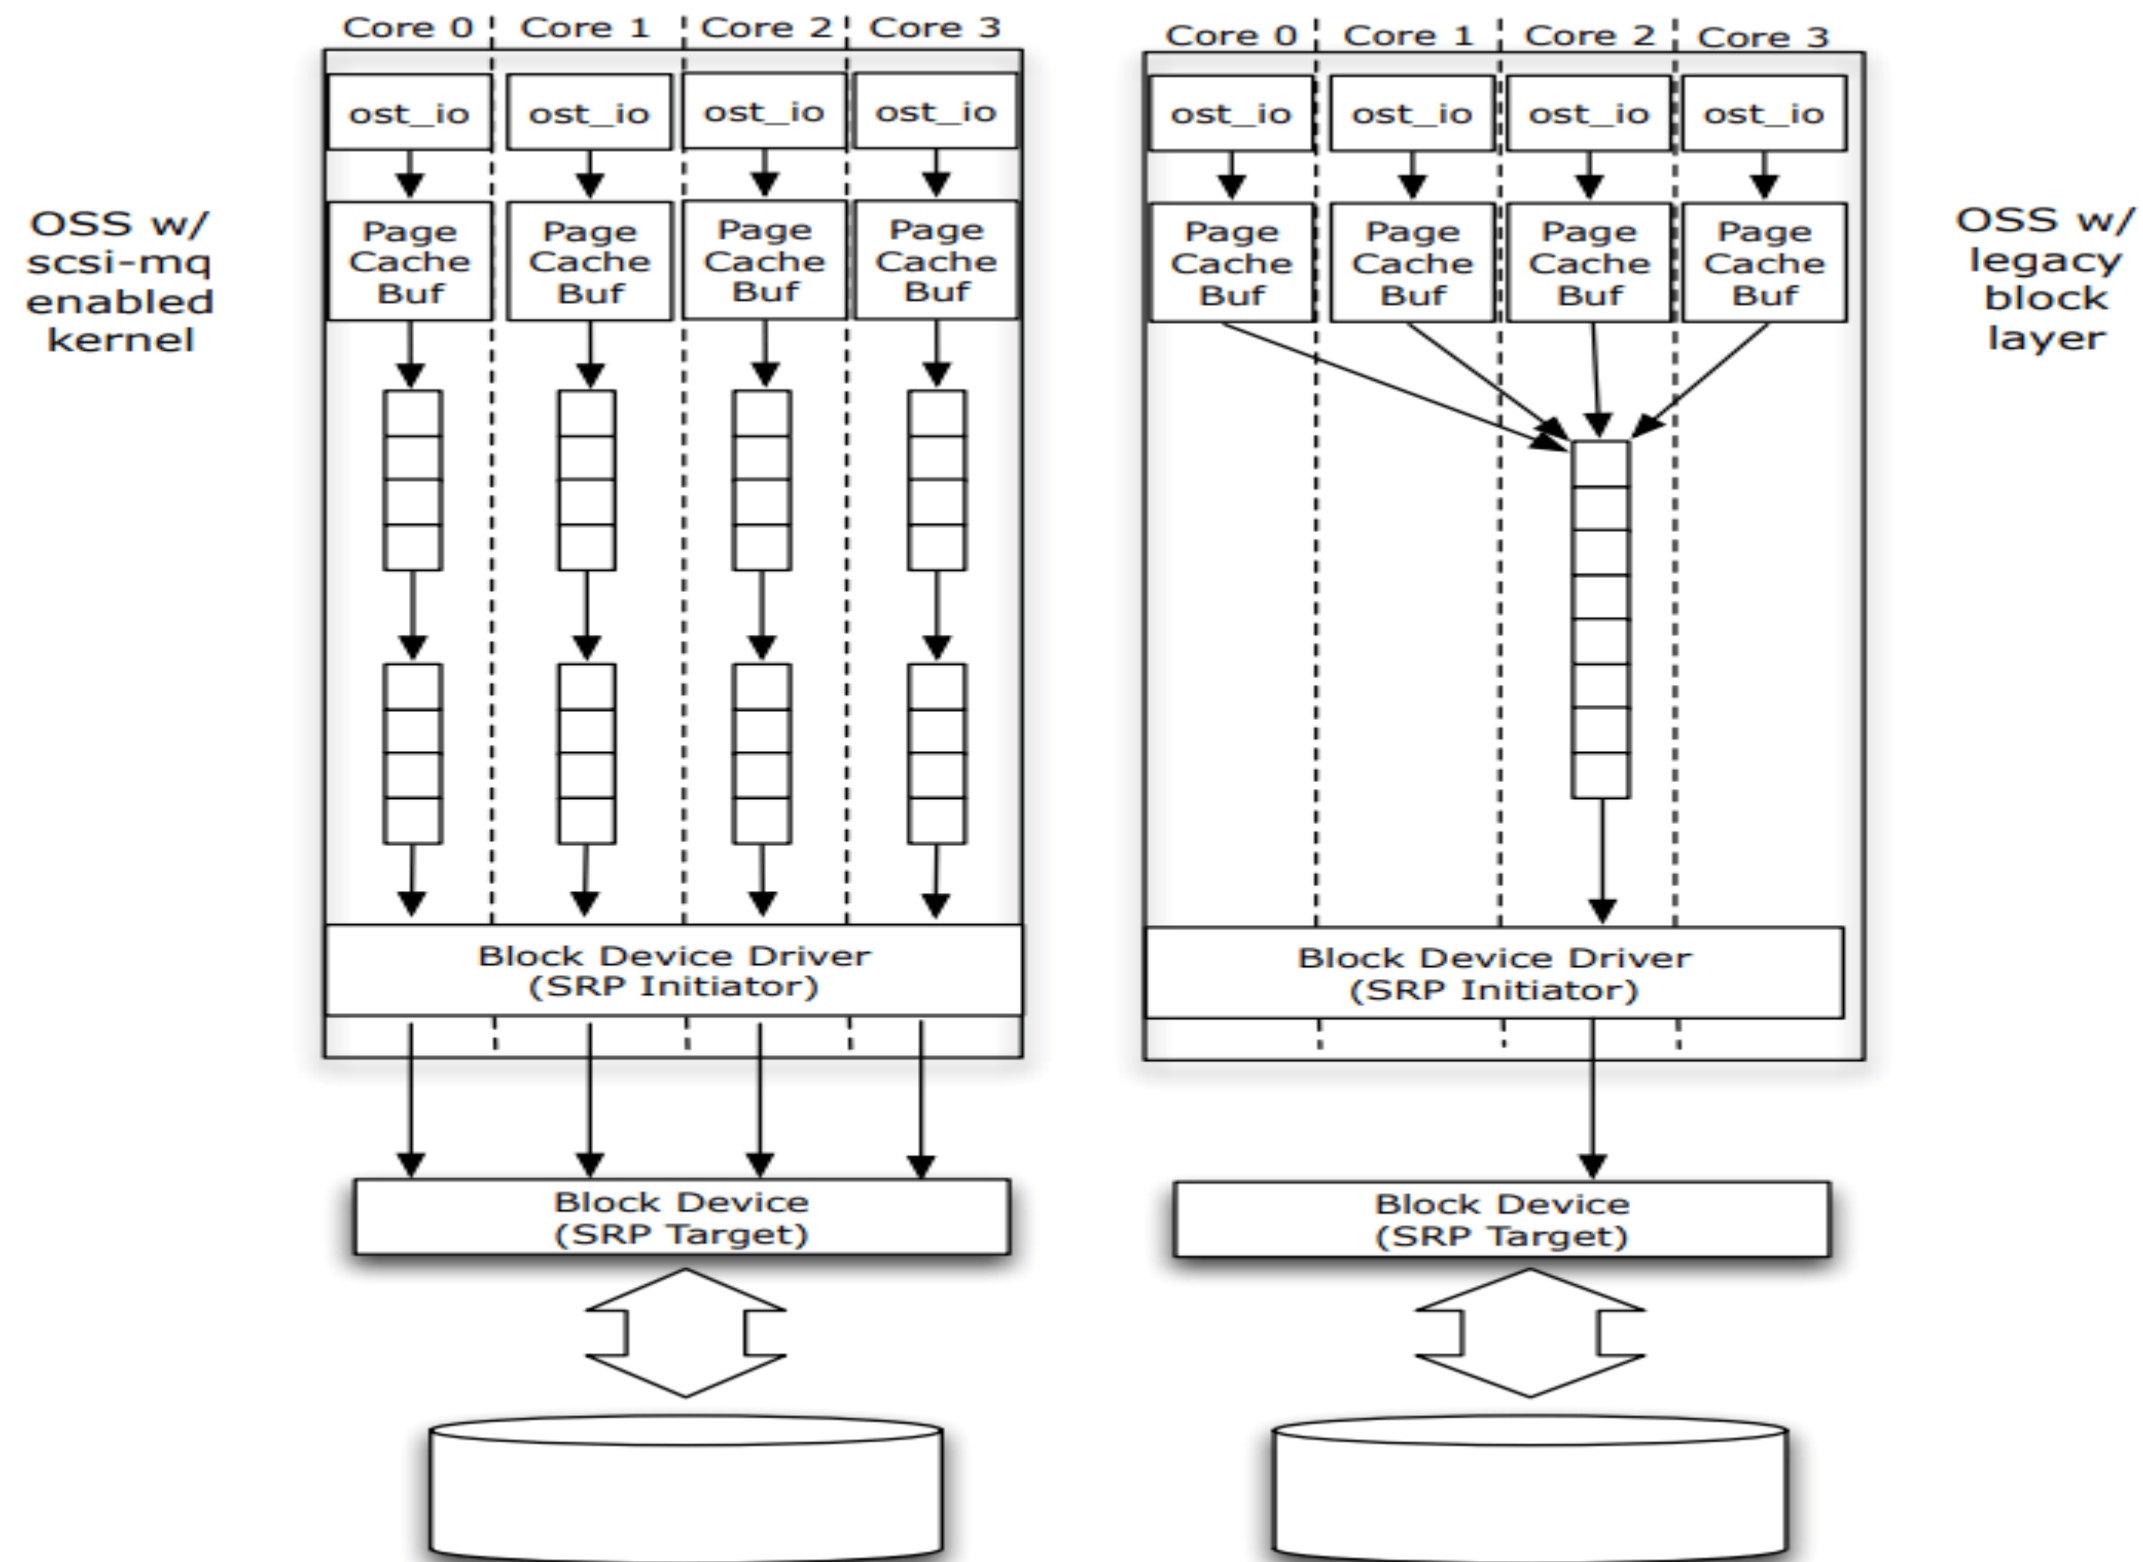 Core 0
Core 1
Core 2
Core 3
ost_io
ost_io
ost_io
ost_io
Page
Cache
Buf
Page
Cache
Buf
Page
Cache
Buf
Page
Cache
Buf
OSS w/
scsi-mq
enabled
kernel
Block Device Driver
(SRP Initiator)
Block Device
(SRP Target)
Core 0
Core 1
Core 2
Core 3
ost_io
ost_io
ost_io
ost_io
Page
Cache
Buf
Page
Cache
Buf
Page
Cache
Buf
Page
Cache
Buf
OSS w/
legacy
block
layer
Block Device Driver
(SRP Initiator)
Block Device
(SRP Target)